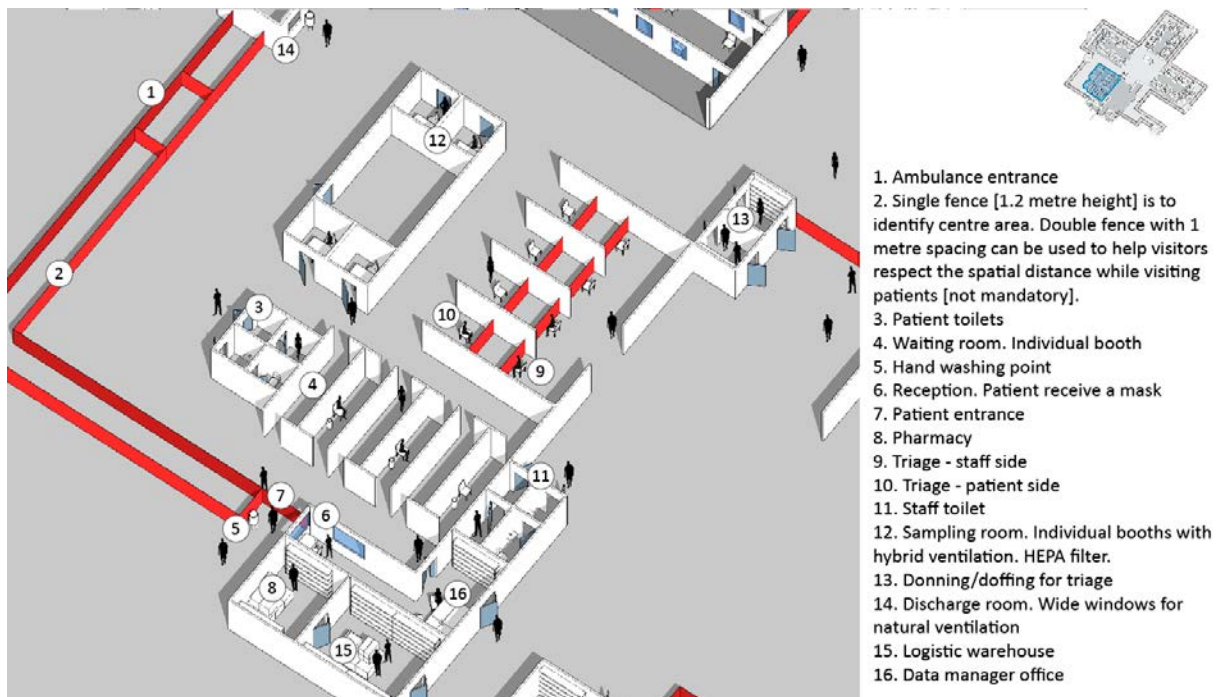 14
1
12
13
2
3
10
9
4
11
7
6
5
8
16
15
1. Ambulance entrance
2. Single fence [1.2 metre height] is to
identify centre area. Double fence with 1
metre spacing can be used to help visitors
respect the spatial distance while visiting
patients [not mandatory].
3. Patient toilets
4. Waiting room. Individual booth
5. Hand washing point
6. Reception. Patient receive a mask
7. Patient entrance
8. Pharmacy
9. Triage - staff side
10. Triage - patient side
11. Staff toilet
12. Sampling room. Individual booths with
hybrid ventilation. HEPA filter.
13. Donning/doffing for triage
14. Discharge room. Wide windows for
natural ventilation
15. Logistic warehouse
16. Data manager office